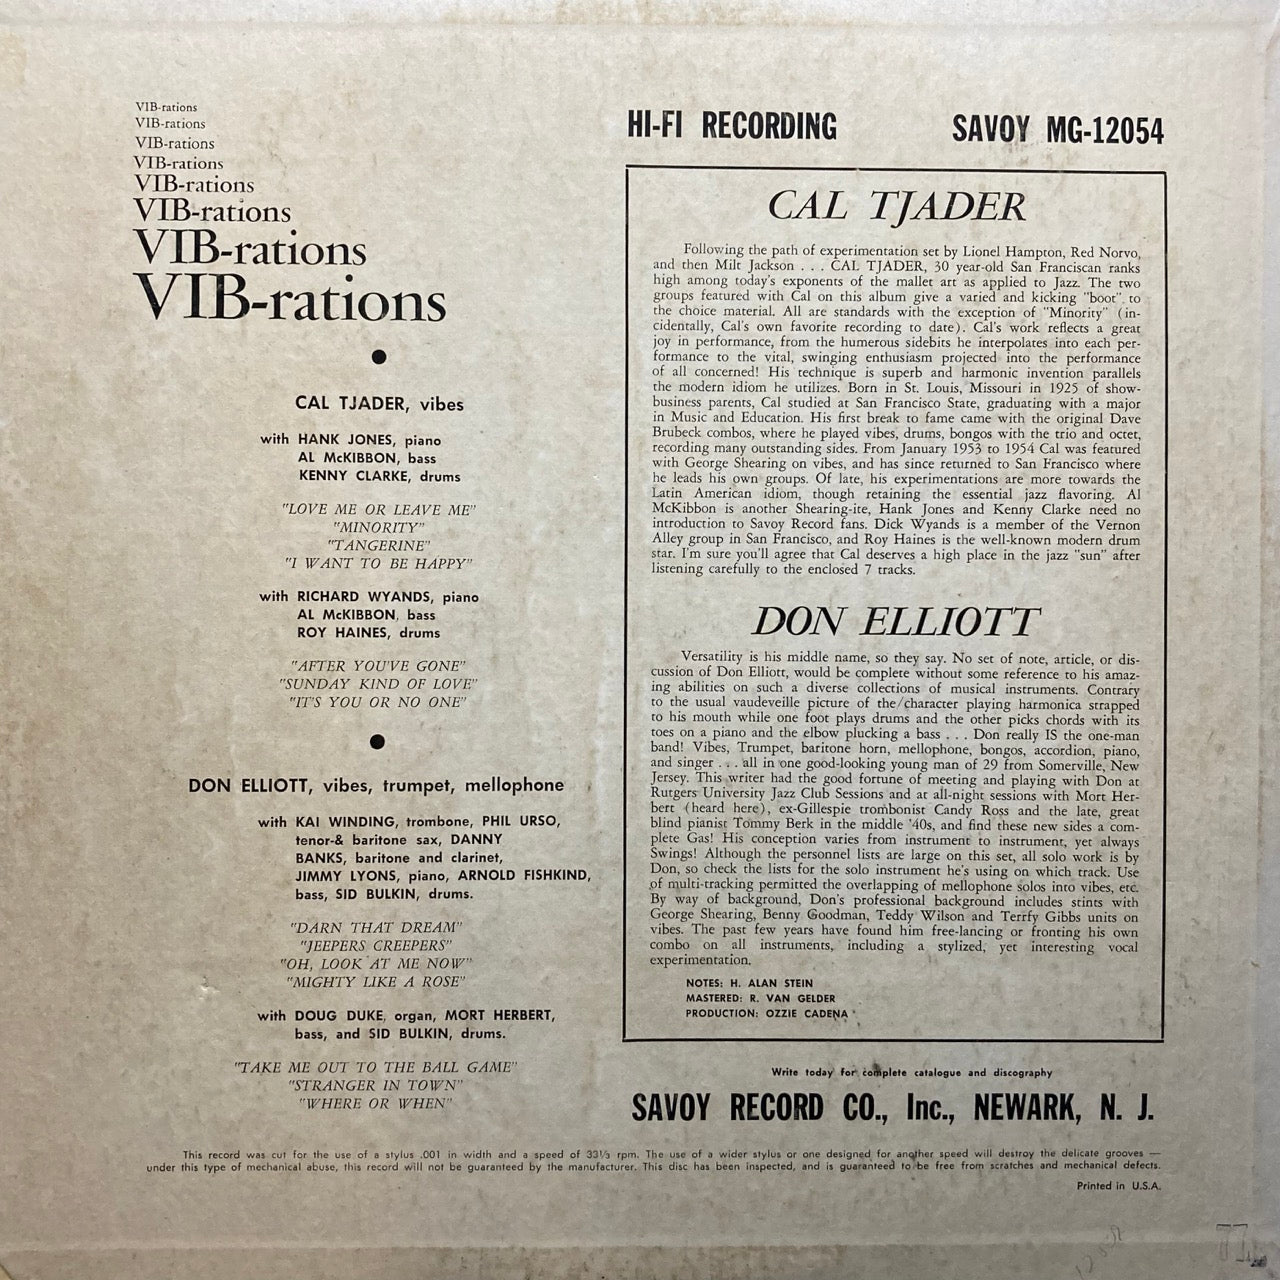 VIB-rations
VIB-rations
VIB-rations
VIB-rations
VIB-rations
VIB-rations
VIB-rations
VIB-rations
CAL TJADER, vibes
with HANK JONES, piano
AL McKIBBON, bass
KENNY CLARKE, drums
"LOVE ME OR LEAVE ME"
"MINORITY"
"TANGERINE"
"I WANT TO BE HAPPY"
with RICHARD WYANDS, piano
AL McKIBBON, bass
ROY HAINES, drums
"AFTER YOU'VE GONE"
"SUNDAY KIND OF LOVE"
"IT'S YOU OR NO ONE"
DON ELLIOTT, vibes, trumpet, mellophone
with KAI WINDING, trombone, PHIL URSO,
tenor-& baritone sax, DANNY
BANKS, baritone and clarinet,
JIMMY LYONS, piano, ARNOLD FISHKIND,
bass, SID BULKIN, drums.
"DARN THAT DREAM"
"JEEPERS CREEPERS"
"OH, LOOK AT ME NOW"
"MIGHTY LIKE A ROSE"
with DOUG DUKE, organ, MORT HERBERT,
bass, and SID BULKIN, drums.
"TAKE ME OUT TO THE BALL GAME"
"STRANGER IN TOWN"
"WHERE OR WHEN"
HI-FI RECORDING SAVOY MG-12054
CAL TJADER
Following the path of experimentation set by Lionel Hampton, Red Norvo,
and then Milt Jackson . . . CAL TJADER, 30 year-old San Franciscan ranks
high among today's exponents of the mallet art as applied to Jazz. The two
groups featured with Cal on this album give a varied and kicking "boot" to
the choice material. All are standards with the exception of "Minority" (in-
cidentally, Cal's own favorite recording to date). Cal's work reflects a great
joy in performance, from the humerous sidebits he interpolates into each per-
formance to the vital, swinging enthusiasm projected into the performance
of all concerned! His technique is superb and harmonic invention parallels
the modern idiom he utilizes. Born in St. Louis, Missouri in 1925 of show-
business parents, Cal studied at San Francisco State, graduating with a major
in Music and Education. His first break to fame came with the original Dave
Brubeck combos, where he played vibes, drums, bongos with the trio and octet,
recording many outstanding sides. From January 1953 to 1954 Cal was featured
with George Shearing on vibes, and has since returned to San Francisco where
he leads his own groups. Of late, his experimentations are more towards the
Latin American idiom, though retaining the essential jazz flavoring. Al
McKibbon is another Shearing-ite, Hank Jones and Kenny Clarke need no
introduction to Savoy Record fans. Dick Wyands is a member of the Vernon
Alley group in San Francisco, and Roy Haines is the well-known modern drum
star. I'm sure you'll agree that Cal deserves a high place in the jazz "sun" after
listening carefully to the enclosed 7 tracks.
DON ELLIOTT
Versatility is his middle name, so they say. No set of note, article, or dis-
cussion of Don Elliott, would be complete without some reference to his amaz-
ing abilities on such a diverse collections of musical instruments. Contrary
to the usual vaudeveille picture of the/character playing harmonica strapped
to his mouth while one foot plays drums and the other picks chords with its
toes on a piano and the elbow plucking a bass . . . Don really IS the one-man
band! Vibes, Trumpet, baritone horn, mellophone, bongos, accordion, piano,
and singer . . . all in one good-looking young man of 29 from Somerville, New
Jersey. This writer had the good fortune of meeting and playing with Don at
Rutgers University Jazz Club Sessions and at all-night sessions with Mort Her-
bert (heard here), ex-Gillespie trombonist Candy Ross and the late, great
blind pianist Tommy Berk in the middle '40s, and find these new sides a com-
plete Gas! His conception varies from instrument to instrument, yet always
Swings! Although the personnel lists are large on this set, all solo work is by
Don, so check the lists for the solo instrument he's using on which track. Use
of multi-tracking permitted the overlapping of mellophone solos into vibes, etc.
By way of background, Don's professional background includes stints with
George Shearing, Benny Goodman, Teddy Wilson and Terrfy Gibbs units on
vibes. The past few years have found him free-lancing or fronting his own
combo on all instruments, including a stylized, yet interesting vocal
experimentation.
NOTES: H. ALAN STEIN
MASTERED: R. VAN GELDER
PRODUCTION: OZZIE CADENA
Write today for complete catalogue and discography
SAVOY RECORD CO., Inc., NEWARK, N. J.
This record was cut for the use of a stylus .001 in width and a speed of 33⅓ rpm. The use of a wider stylus or one designed for another speed will destroy the delicate grooves —
under this type of mechanical abuse, this record will not be guaranteed by the manufacturer. This disc has been inspected, and is guaranteed to be free from scratches and mechanical defects.
Printed in U.S.A.